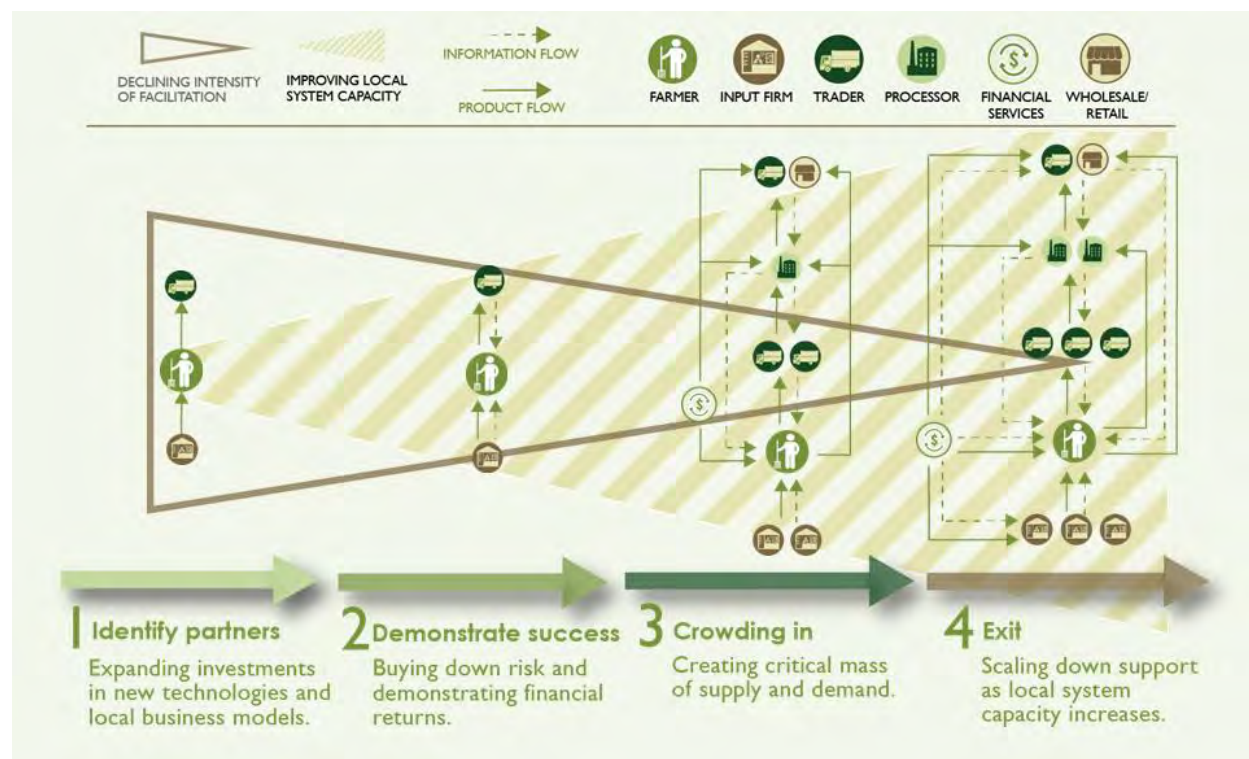 DECLINING INTENSITY
OF FACILITATION
IMPROVING LOCAL
SYSTEM CAPACITY
INFORMATION FLOW
PRODUCT FLOW
FARMER
INPUT FIRM
TRADER
PROCESSOR
FINANCIAL
SERVICES
WHOLESALE/
RETAIL
1 Identify partners
Expanding investments
in new technologies and
local business models.
2 Demonstrate success
Buying down risk and
demonstrating financial
returns.
3 Crowding in
Creating critical mass
of supply and demand.
4 Exit
Scaling down support
as local system
capacity increases.